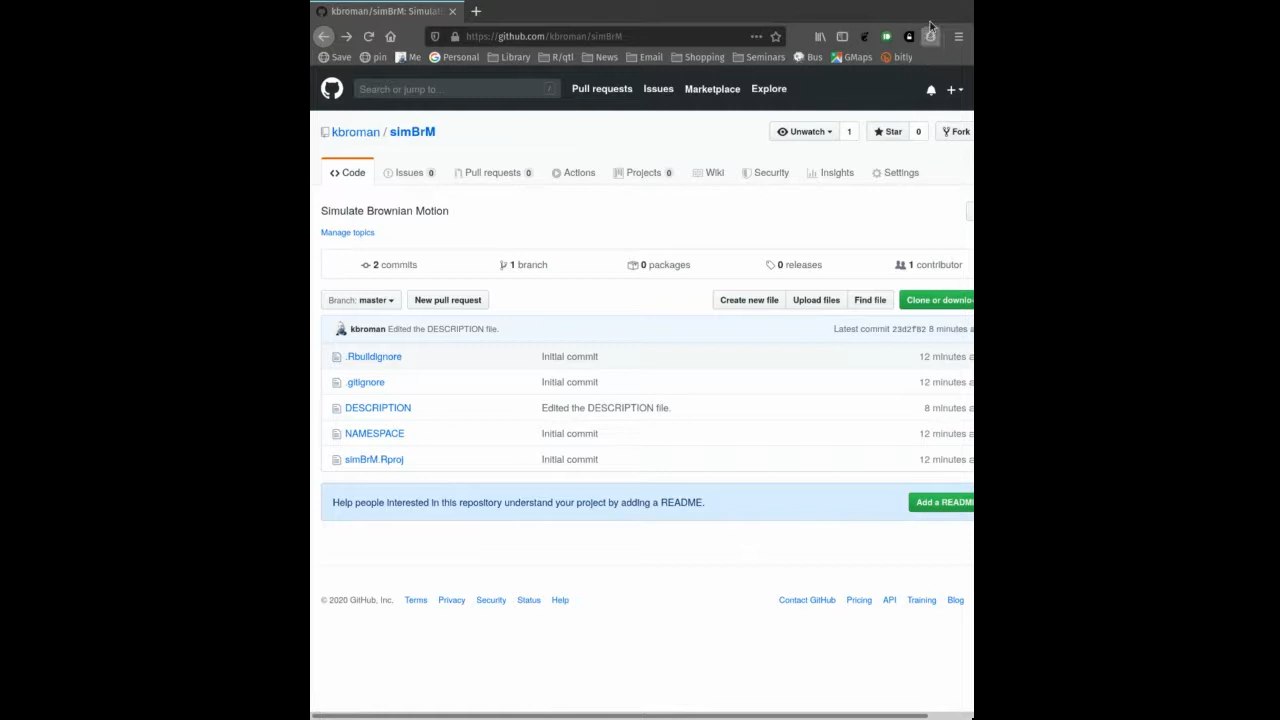 kbroman/simBrM: Simulat
https://github.com/kbroman/simBrM
Save pin Me Personal Library R/qtl News Email Shopping Seminars Bus GMaps bitly
Search or jump to... / Pull requests Issues Marketplace Explore
kbroman / simBrM Unwatch 1 Star 0 Fork
Code Issues 0 Pull requests 0 Actions Projects 0 Wiki Security Insights Settings
Simulate Brownian Motion
Manage topics
2 commits 1 branch 0 packages 0 releases 1 contributor
Branch: master New pull request Create new file Upload files Find file Clone or downlo
kbroman Edited the DESCRIPTION file. Latest commit 23d2f82 8 minutes a
.Rbuildignore Initial commit 12 minutes a
.gitignore Initial commit 12 minutes a
DESCRIPTION Edited the DESCRIPTION file. 8 minutes a
NAMESPACE Initial commit 12 minutes a
simBrM.Rproj Initial commit 12 minutes a
Help people interested in this repository understand your project by adding a README. Add a README
© 2020 GitHub, Inc. Terms Privacy Security Status Help Contact GitHub Pricing API Training Blog